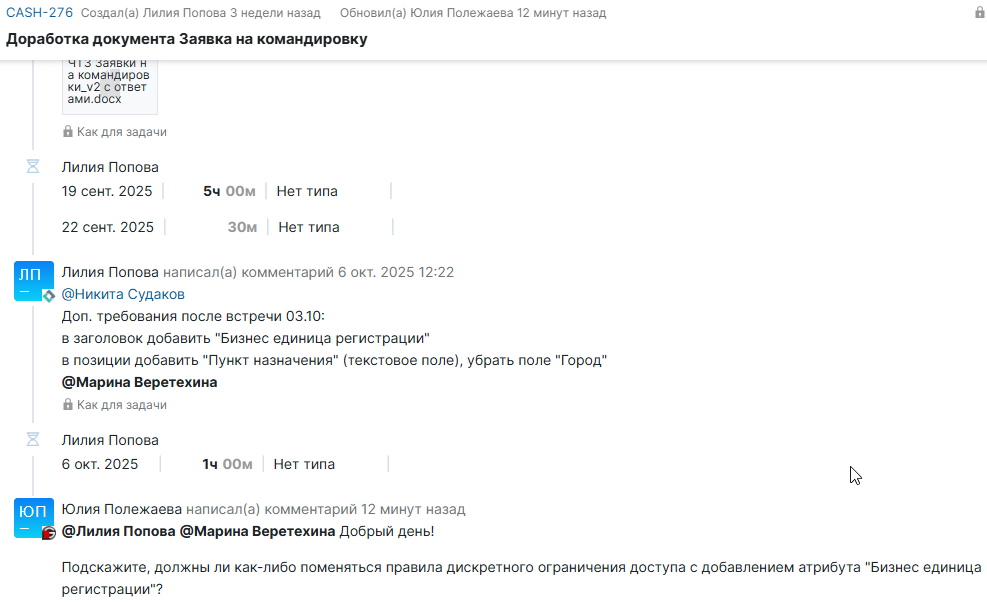 CASH-276 Создал(а) Лилия Попова 3 недели назад Обновил(а) Юлия Полежаева 12 минут назад
Доработка документа Заявка на командировку
ЧТЗ Заявки н
а командиров
ки_v2 с ответ
ами.docx
Как для задачи
Лилия Попова
19 сент. 2025 5ч 00м Нет типа
22 сент. 2025 30м Нет типа
ЛП
Лилия Попова написал(а) комментарий 6 окт. 2025 12:22
@Никита Судаков
Доп. требования после встречи 03.10:
в заголовок добавить "Бизнес единица регистрации"
в позиции добавить "Пункт назначения" (текстовое поле), убрать поле "Город"
@Марина Веретехина
Как для задачи
Лилия Попова
6 окт. 2025 1ч 00м Нет типа
ЮП
Юлия Полежаева написал(а) комментарий 12 минут назад
@Лилия Попова @Марина Веретехина Добрый день!
Подскажите, должны ли как-либо поменяться правила дискретного ограничения доступа с добавлением атрибута "Бизнес единица
регистрации"?